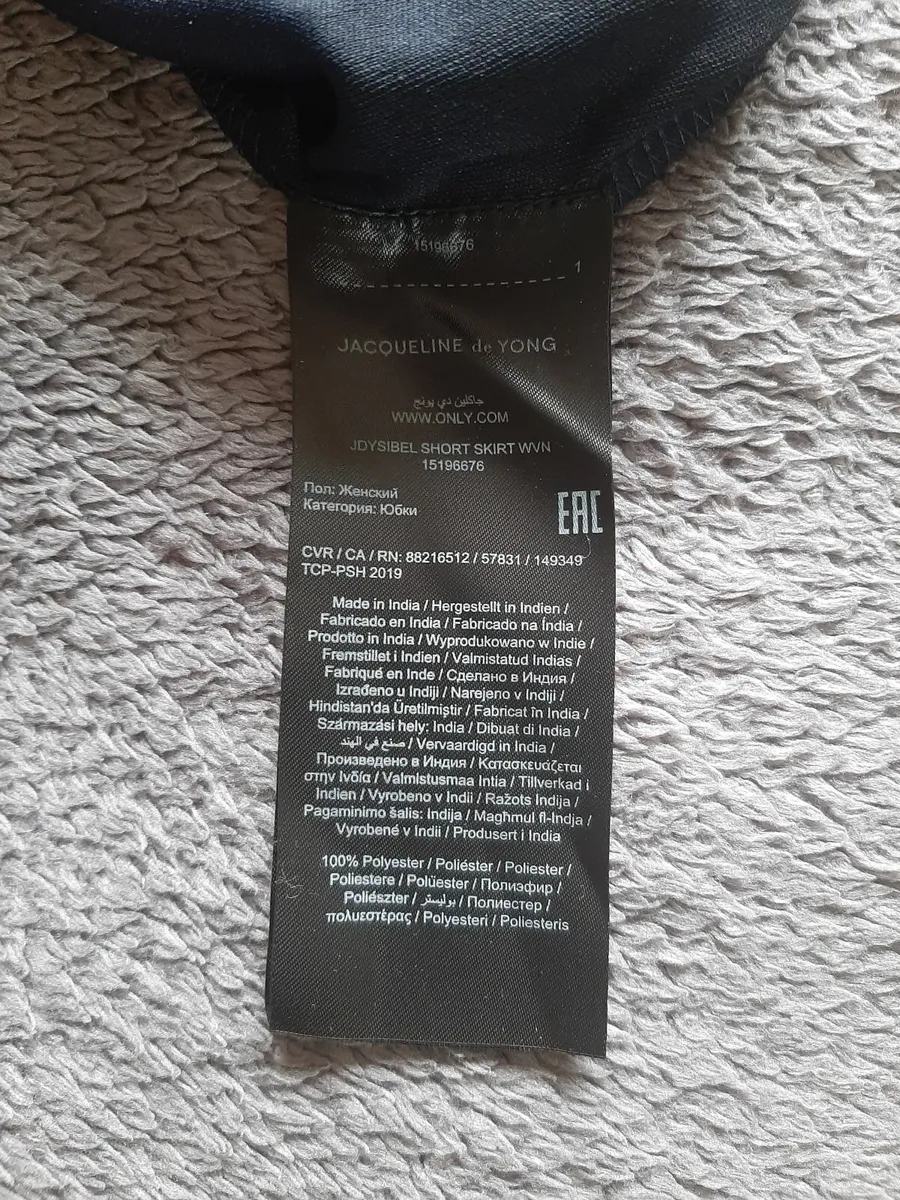 15196676
1
JACQUELINE de YONG
جاكلين دي يونج
WWW.ONLY.COM
JDYSIBEL SHORT SKIRT WVN
15196676
Пол: Женский
Категория: Юбки
EAC
CVR / CA / RN: 88216512 / 57831 / 149349
TCP-PSH 2019
Made in India / Hergestellt in Indien /
Fabricado en India / Fabricado na Índia /
Prodotto in India / Wyprodukowano w Indie /
Fremstillet i Indien / Valmistatud Indias /
Fabriqué en Inde / Сделано в Индия /
Izrađeno u Indiji / Narejeno v Indiji /
Hindistan'da Üretilmiştir / Fabricat în India /
Származási hely: India / Dibuat di India /
صنع في الهند / Vervaardigd in India /
Произведено в Индия / Κατασκευάζεται
στην Ινδία / Valmistusmaa Intia / Tillverkad i
Indien / Vyrobeno v Indii / Ražots Indija /
Pagaminimo šalis: Indija / Magħmul fl-Indja /
Vyrobené v Indii / Produsert i India
100% Polyester / Poliéster / Poliester /
Poliestere / Polüester / Полиэфир /
Poliészter / بوليستر / Полиестер /
πολυεστέρας / Polyesteri / Poliesteris